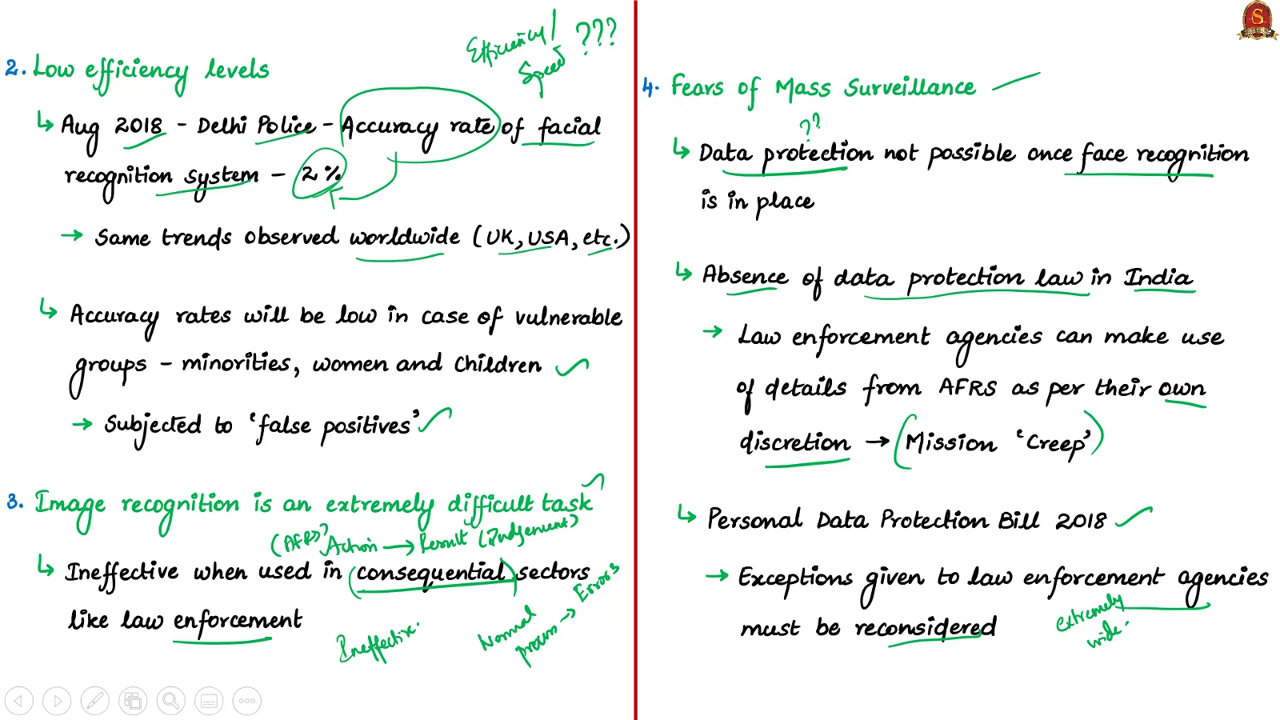 Efficiency/
Speed ???
2. Low efficiency levels
↳ Aug 2018 - Delhi Police - Accuracy rate of facial
recognition system - 2%
→ Same trends observed worldwide (UK, USA, etc.)
↳ Accuracy rates will be low in case of vulnerable
groups - minorities, women and children
→ Subjected to 'false positives'
3. Image recognition is an extremely difficult task
(AFRS) Action → Result (Judgement)
↳ Ineffective when used in (consequential) sectors
like law enforcement
Ineffective.
Normal → Errors
4. Fears of Mass Surveillance
??
↳ Data protection not possible once face recognition
is in place
↳ Absence of data protection law in India
→ Law enforcement agencies can make use
of details from AFRS as per their own
discretion → (Mission 'Creep')
↳ Personal Data Protection Bill 2018
→ Exceptions given to law enforcement agencies
must be reconsidered
extremely
wide.
S